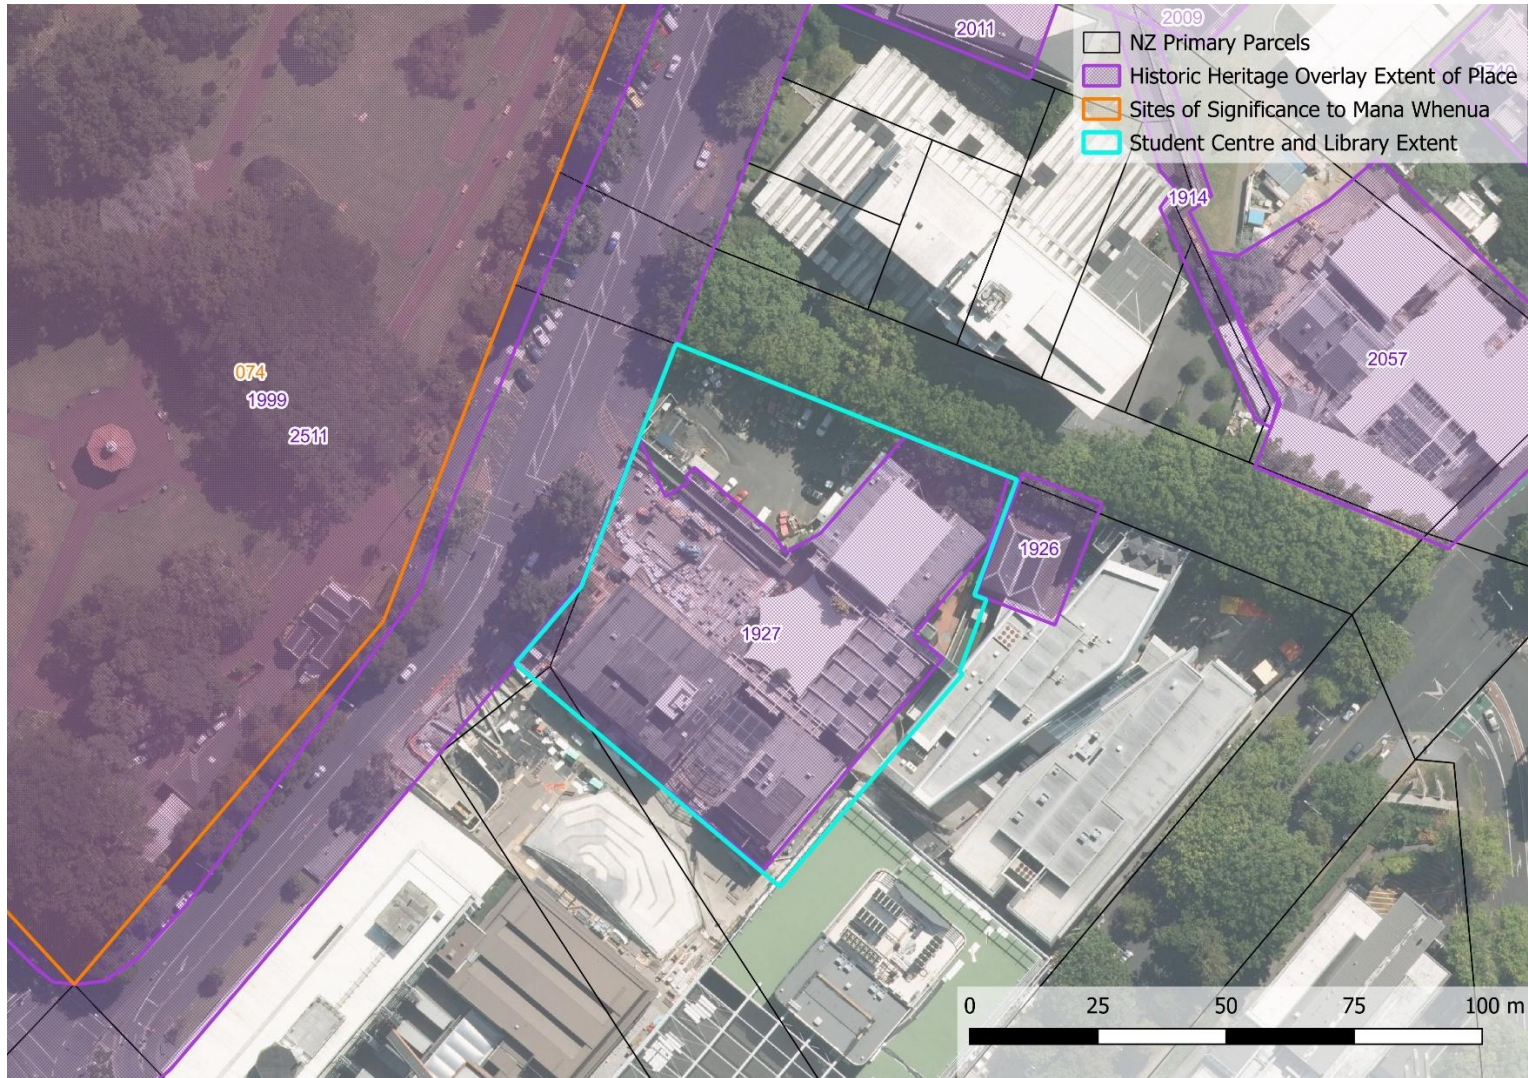 2011
2009
NZ Primary Parcels
Historic Heritage Overlay Extent of Place
Sites of Significance to Mana Whenua
Student Centre and Library Extent
1914
2057
074
1999
2511
1926
1927
0 25 50 75 100 m